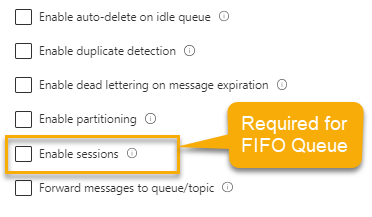 Enable auto-delete on idle queue
Enable duplicate detection
Enable dead lettering on message expiration
Enable partitioning
Required for
FIFO Queue
Enable sessions
Forward messages to queue/topic